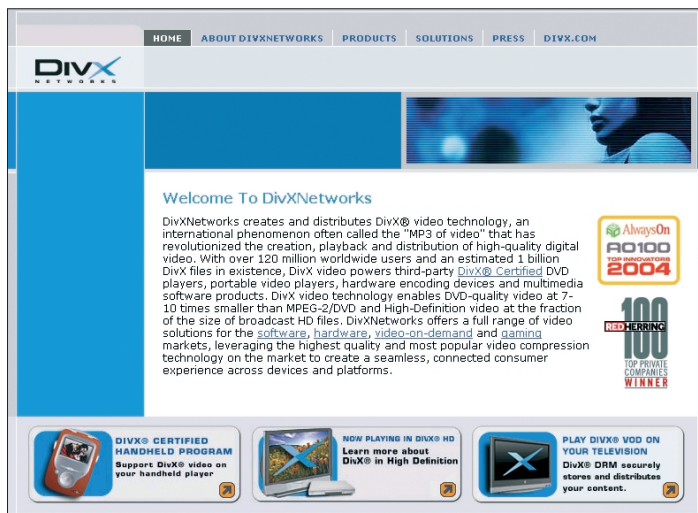 HOME ABOUT DIVXNETWORKS PRODUCTS SOLUTIONS PRESS DIVX.COM
DIVX
NETWORKS
Welcome To DivXNetworks
DivXNetworks creates and distributes DivX® video technology, an
international phenomenon often called the "MP3 of video" that has
revolutionized the creation, playback and distribution of high-quality digital
video. With over 120 million worldwide users and an estimated 1 billion
DivX files in existence, DivX video powers third-party DivX® Certified DVD
players, portable video players, hardware encoding devices and multimedia
software products. DivX video technology enables DVD-quality video at 7-
10 times smaller than MPEG-2/DVD and High-Definition video at the fraction
of the size of broadcast HD files. DivXNetworks offers a full range of video
solutions for the software, hardware, video-on-demand and gaming
markets, leveraging the highest quality and most popular video compression
technology on the market to create a seamless, connected consumer
experience across devices and platforms.
AlwaysOn
AO100
TOP INNOVATORS
2004
RED HERRING
100
TOP PRIVATE
COMPANIES
WINNER
DIVX® CERTIFIED
HANDHELD PROGRAM
Support DivX® video on
your handheld player
NOW PLAYING IN DIVX® HD
Learn more about
DivX® in High Definition
PLAY DIVX® VOD ON
YOUR TELEVISION
DivX® DRM securely
stores and distributes
your content.